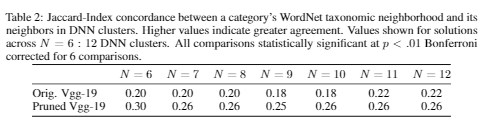 Table 2: Jaccard-Index concordance between a category's WordNet taxonomic neighborhood and its
neighbors in DNN clusters. Higher values indicate greater agreement. Values shown for solutions
across N = 6 : 12 DNN clusters. All comparisons statistically significant at p < .01 Bonferroni
corrected for 6 comparisons.
N = 6 N = 7 N = 8 N = 9 N = 10 N = 11 N = 12
Orig. Vgg-19 0.20 0.20 0.20 0.18 0.18 0.22 0.22
Pruned Vgg-19 0.30 0.26 0.26 0.25 0.26 0.26 0.26